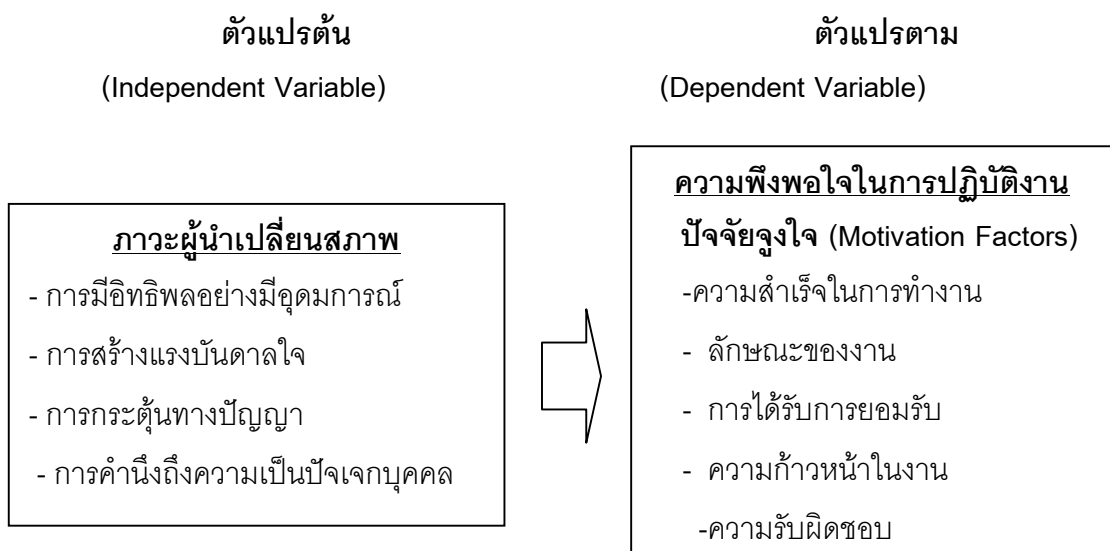 ตัวแปรต้น
(Independent Variable)
ภาวะผู้นำเปลี่ยนสภาพ
- การมีอิทธิพลอย่างมีอุดมการณ์
- การสร้างแรงบันดาลใจ
- การกระตุ้นทางปัญญา
- การคำนึงถึงความเป็นปัจเจกบุคคล
ตัวแปรตาม
(Dependent Variable)
ความพึงพอใจในการปฏิบัติงาน
ปัจจัยจูงใจ (Motivation Factors)
-ความสำเร็จในการทำงาน
- ลักษณะของงาน
- การได้รับการยอมรับ
- ความก้าวหน้าในงาน
-ความรับผิดชอบ